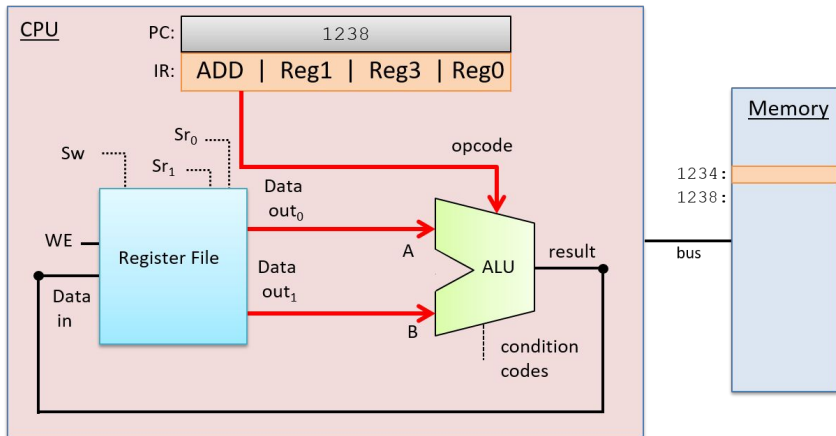 CPU
PC: 1238
IR: ADD | Reg1 | Reg3 | Reg0
Memory
Sr0
opcode
Sw
Sr1
1234:
1238:
Data
out0
WE
A
Register File
ALU
result
bus
Data
in
Data
out1
B
condition
codes